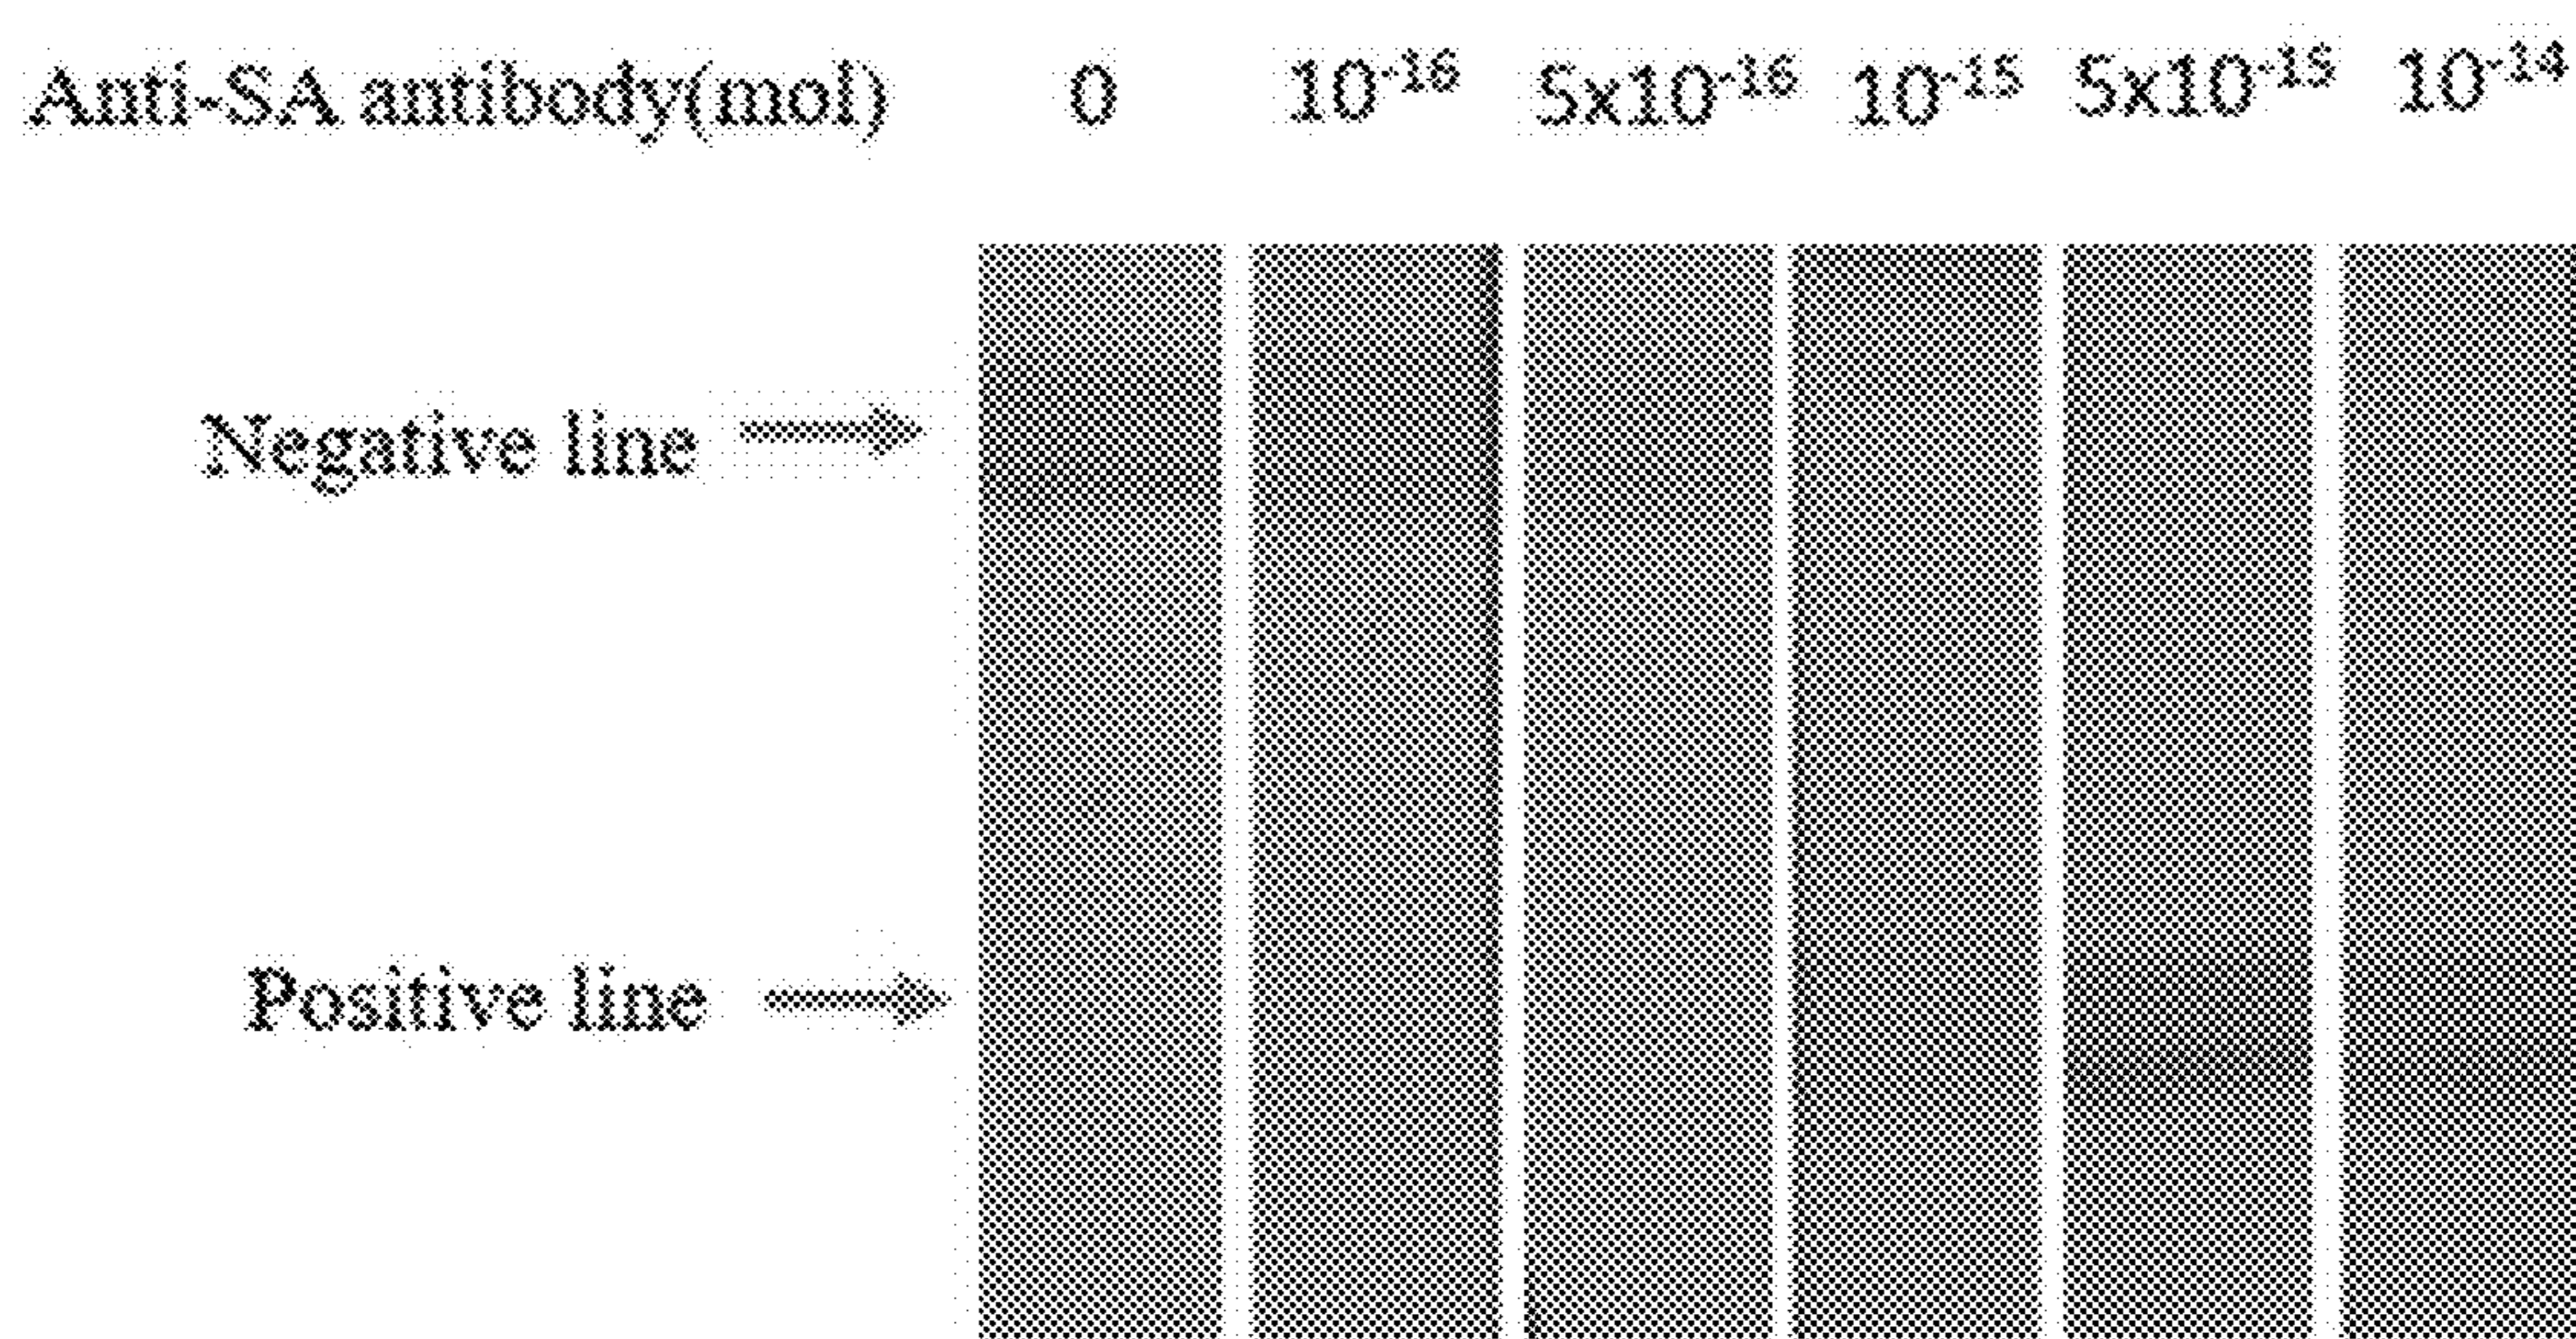 Anti-SA antibody(mol) 0 10⁻¹⁶ 5x10⁻¹⁶ 10⁻¹⁵ 5x10⁻¹⁵ 10⁻¹⁴
Negative line
Positive line